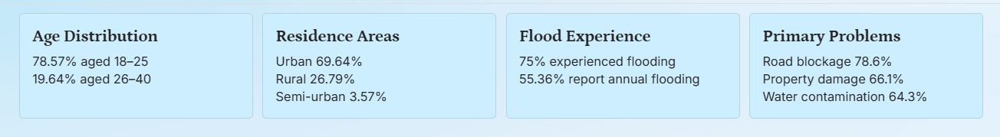 Age Distribution
78.57% aged 18–25
19.64% aged 26–40
Residence Areas
Urban 69.64%
Rural 26.79%
Semi-urban 3.57%
Flood Experience
75% experienced flooding
55.36% report annual flooding
Primary Problems
Road blockage 78.6%
Property damage 66.1%
Water contamination 64.3%